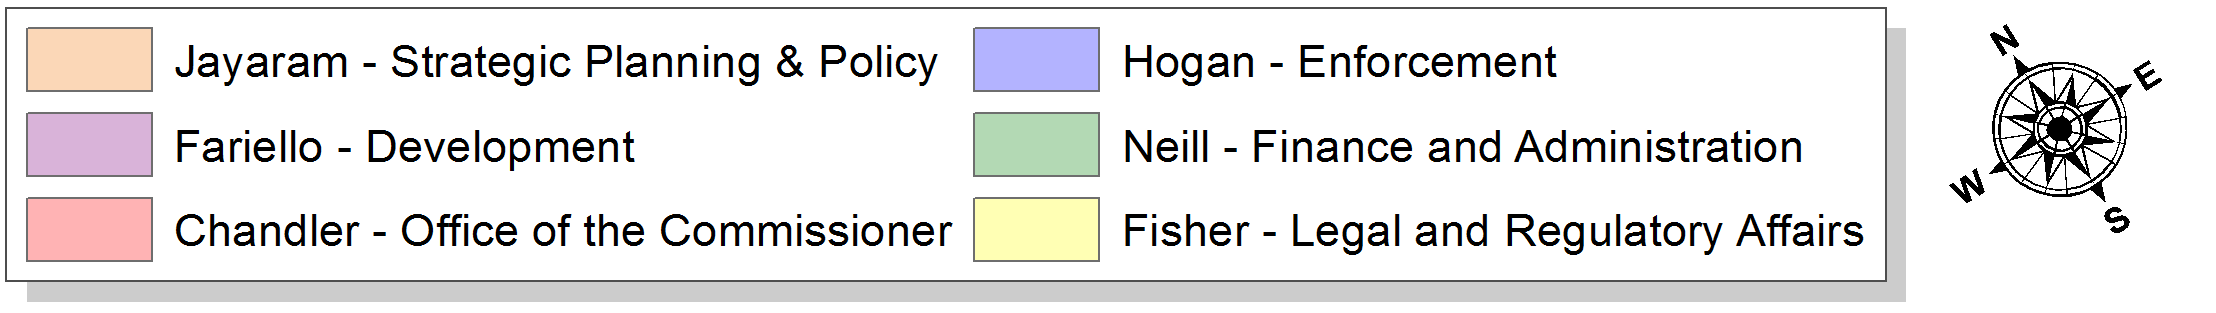 Jayaram - Strategic Planning & Policy
Fariello - Development
Chandler - Office of the Commissioner
Hogan - Enforcement
Neill - Finance and Administration
Fisher - Legal and Regulatory Affairs
N
E
W
S